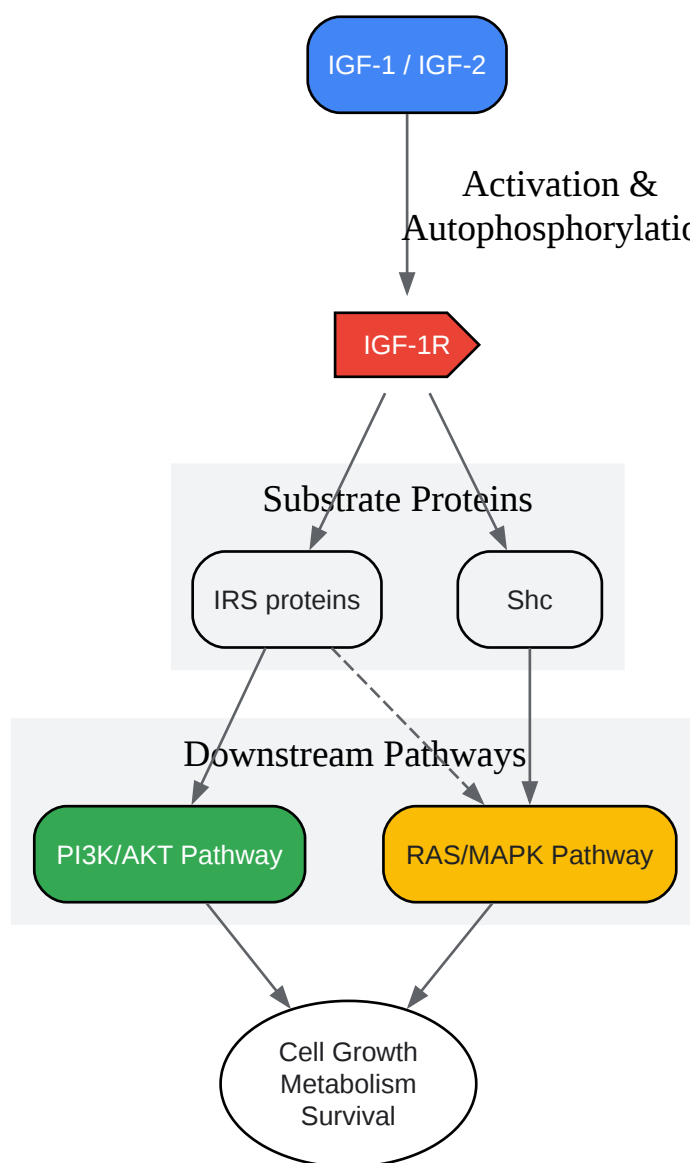 IGF-1 / IGF-2
Activation &
Autophosphorylatio
IGF-1R
Substrate Proteins
IRS proteins
Shc
Downstream Pathways
PI3K/AKT Pathway
RAS/MAPK Pathway
Cell Growth
Metabolism
Survival